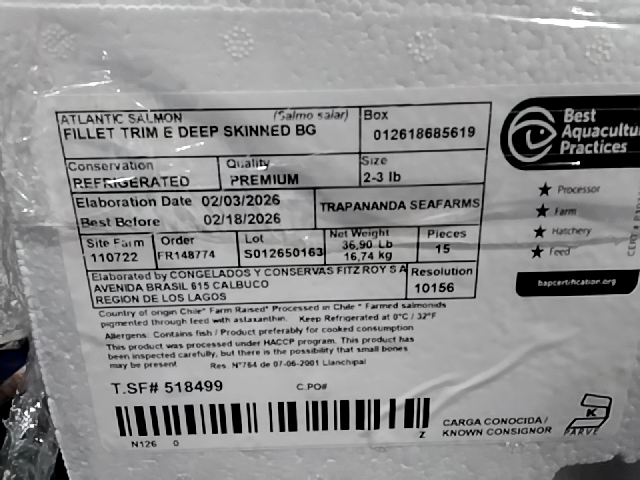 ATLANTIC SALMON (Salmo salar)
FILLET TRIM E DEEP SKINNED BG
Box
012618685619
Conservation
REFRIGERATED
Quality
PREMIUM
Size
2-3 lb
Elaboration Date 02/03/2026
Best Before 02/18/2026
TRAPANANDA SEAFARMS
Site Farm
110722
Order
FR148774
Lot
S012650163
Net Weight
36,90 Lb
16,74 kg
Pieces
15
Elaborated by CONGELADOS Y CONSERVAS FITZ ROY S A
AVENIDA BRASIL 615 CALBUCO
REGION DE LOS LAGOS
Resolution
10156
Country of origin Chile* Farm Raised* Processed in Chile * Farmed salmonids
pigmented through feed with astaxanthin. Keep Refrigerated at 0°C / 32°F
Allergens: Contains fish / Product preferably for cooked consumption
This product was processed under HACCP program. This product has
been inspected carefully, but there is the possibility that small bones
may be present Res. N°764 de 07-06-2001 Llanchipal
T.SF# 518499
C.PO#
N126 0
Z
CARGA CONOCIDA /
KNOWN CONSIGNOR
K
PARVE
Best
Aquacultu
Practices
Processor
Farm
Hatchery
Feed
bapcertification.org